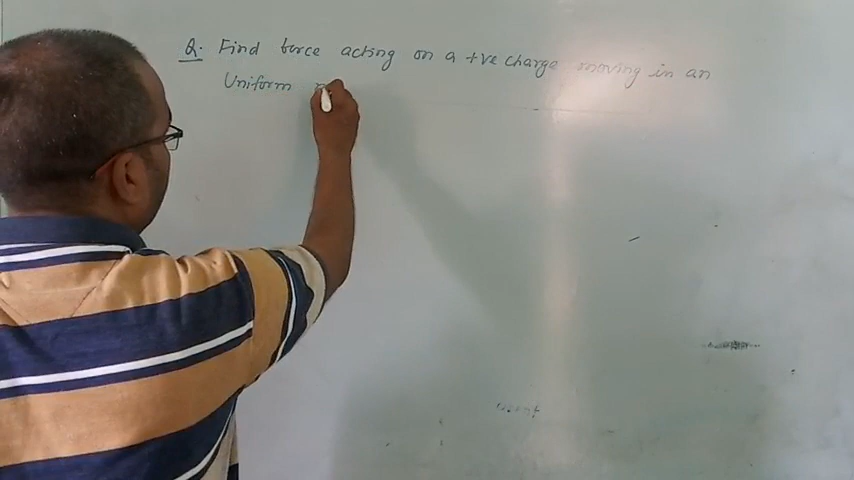 Q. Find force acting on a +ve charge moving in an
Uniform